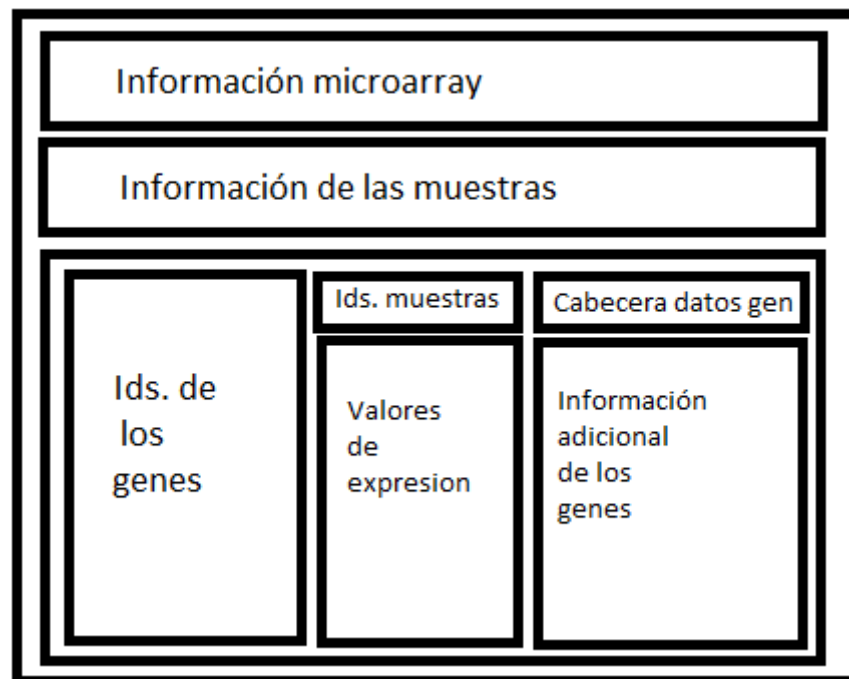 Información microarray
Información de las muestras
Ids. de
los
genes
Ids. muestras
Valores
de
expresion
Cabecera datos gen
Información
adicional
de los
genes